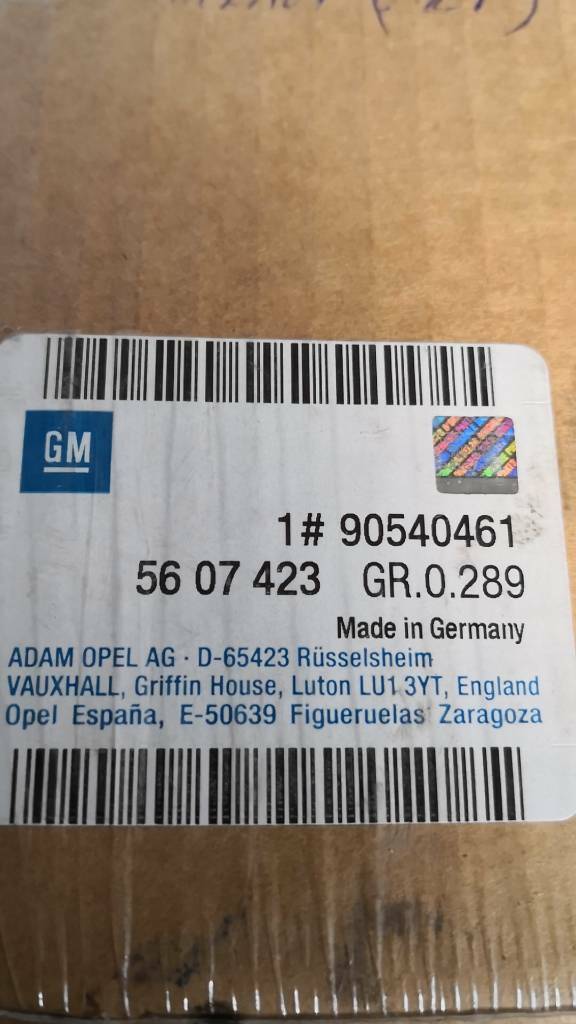 GM
1# 90540461
56 07 423 GR.0.289
Made in Germany
ADAM OPEL AG · D-65423 Rüsselsheim
VAUXHALL, Griffin House, Luton LU1 3YT, England
Opel España, E-50639 Figueruelas Zaragoza